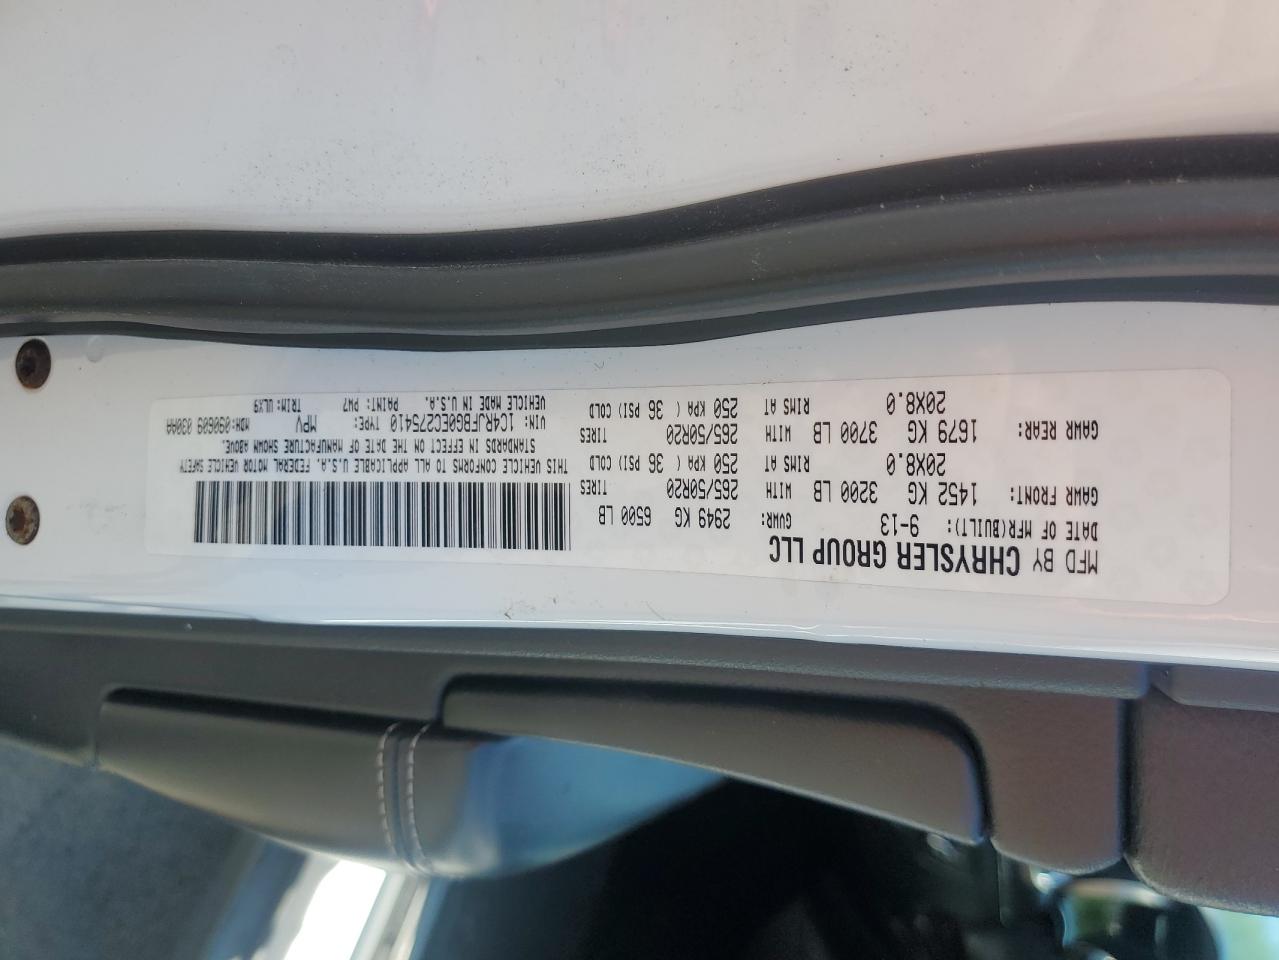 MFD BY CHRYSLER GROUP LLC
DATE OF MFR(BUILT): 9-13 GVWR: 2949 KG 6500 LB
GAWR FRONT: 1452 KG 3200 LB WITH 265/50R20 TIRES
20X8.0 RIMS AT 250 KPA ( 36 PSI) COLD
GAWR REAR: 1679 KG 3700 LB WITH 265/50R20 TIRES
20X8.0 RIMS AT 250 KPA ( 36 PSI) COLD
THIS VEHICLE CONFORMS TO ALL APPLICABLE U.S.A. FEDERAL MOTOR VEHICLE SAFETY
STANDARDS IN EFFECT ON THE DATE OF MANUFACTURE SHOWN ABOVE.
VIN: 1C4RJFBG0EC275410 TYPE: MPV MDH:090609 030AA
VEHICLE MADE IN U.S.A. PAINT: PW7 TRIM:ULX9